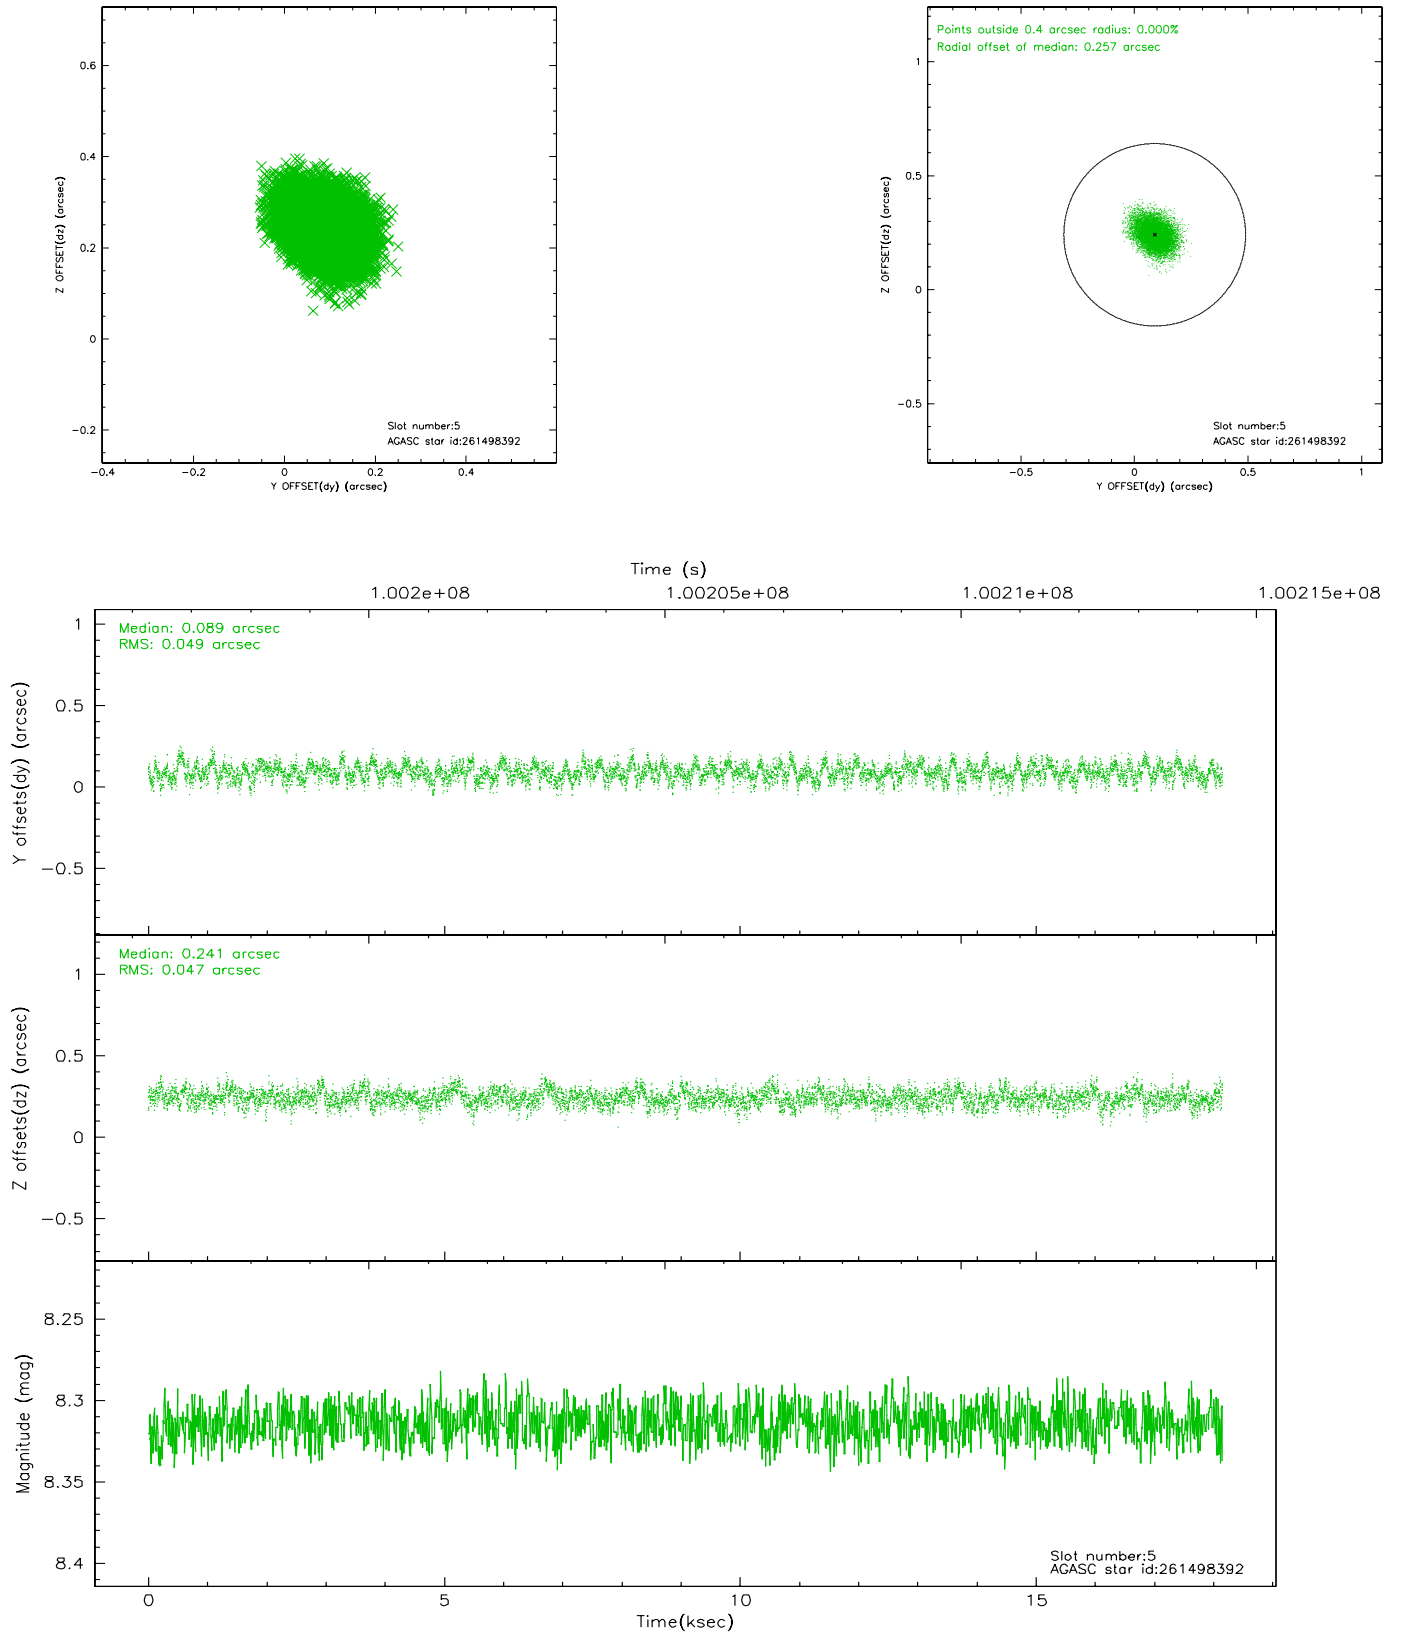 0.6
0.4
0.2
0
−0.2
Z OFFSET(dz) (arcsec)
Slot number:5
AGASC star id:261498392
−0.4 −0.2 0 0.2 0.4
Y OFFSET(dy) (arcsec)
Points outside 0.4 arcsec radius: 0.000%
Radial offset of median: 0.257 arcsec
1
0.5
0
−0.5
Z OFFSET(dz) (arcsec)
Slot number:5
AGASC star id:261498392
−0.5 0 0.5 1
Y OFFSET(dy) (arcsec)
Time (s)
1.002e+08 1.00205e+08 1.0021e+08 1.00215e+08
Median: 0.089 arcsec
RMS: 0.049 arcsec
1
0.5
0
−0.5
Y offsets(dy) (arcsec)
Median: 0.241 arcsec
RMS: 0.047 arcsec
1
0.5
0
−0.5
Z offsets(dz) (arcsec)
8.25
8.3
8.35
8.4
Magnitude (mag)
Slot number:5
AGASC star id:261498392
0 5 10 15
Time(ksec)